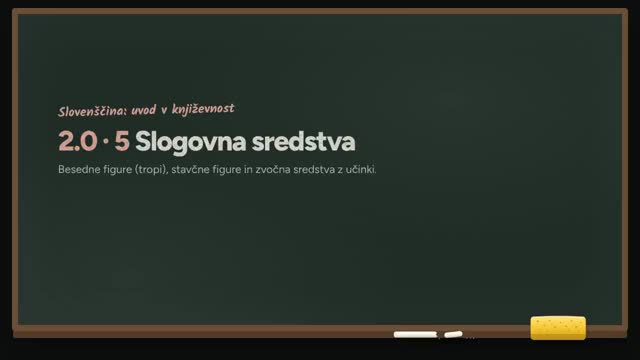 Slovenščina: uvod v književnost
2.0 · 5 Slogovna sredstva
Besedne figure (tropi), stavčne figure in zvočna sredstva z učinki.